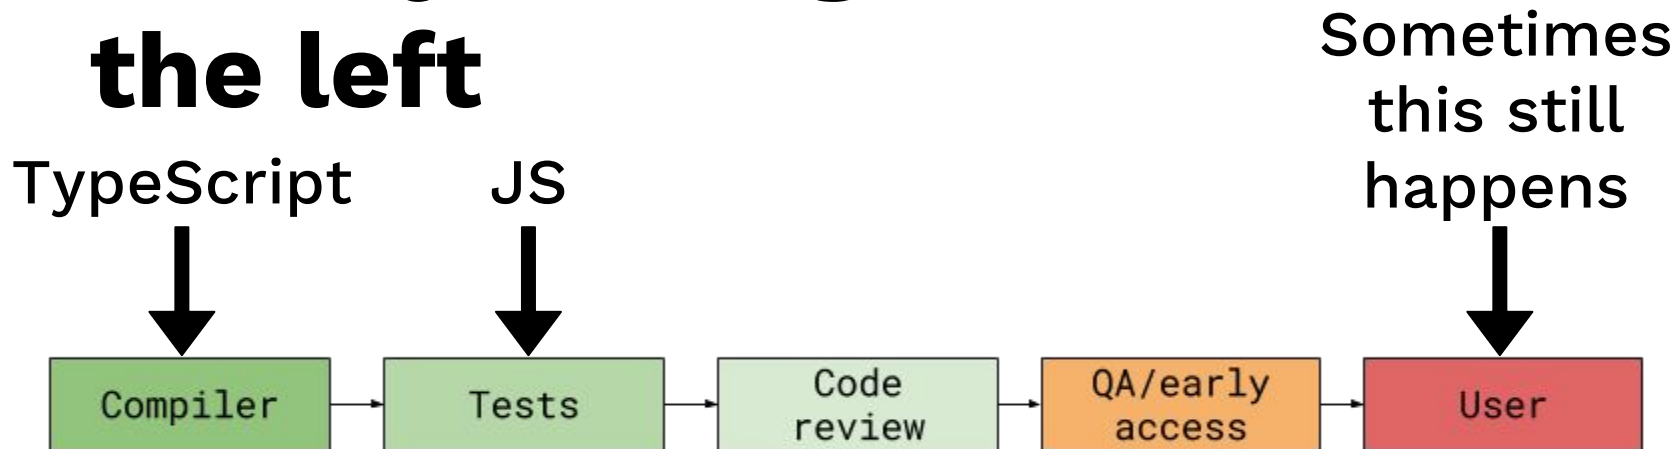 the left
Sometimes
this still
happens
TypeScript
JS
Compiler
Tests
Code
review
QA/early
access
User